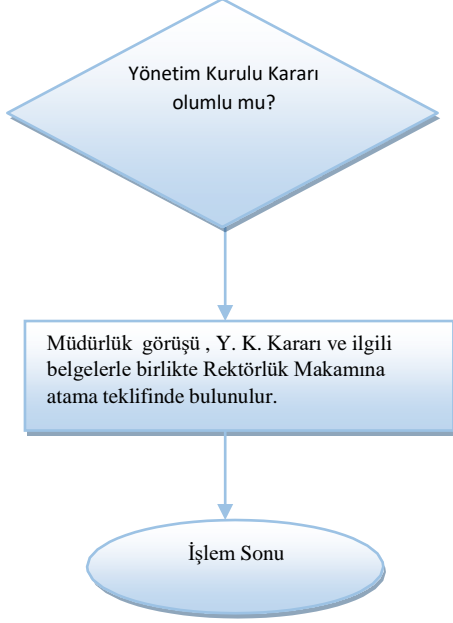 Yönetim Kurulu Kararı
olumlu mu?
Müdürlük görüşü , Y. K. Kararı ve ilgili
belgelerle birlikte Rektörlük Makamına
atama teklifinde bulunulur.
İşlem Sonu